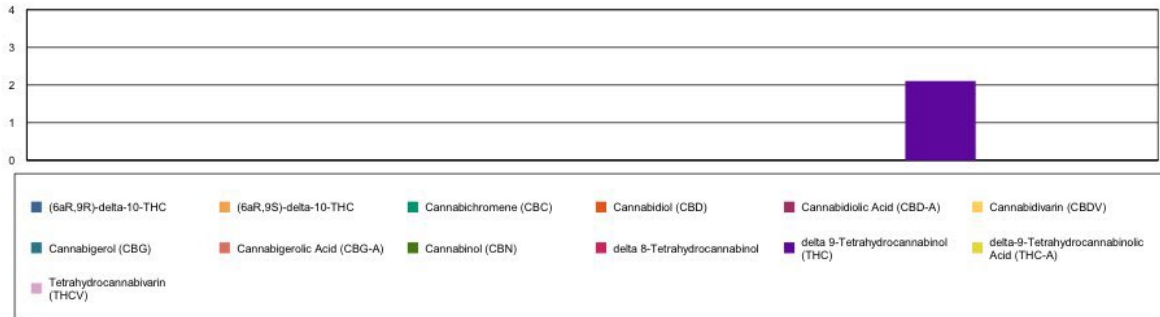 4
3
2
1
0
(6aR,9R)-delta-10-THC
(6aR,9S)-delta-10-THC
Cannabichromene (CBC)
Cannabidiol (CBD)
Cannabidiolic Acid (CBD-A)
Cannabidivarin (CBDV)
Cannabigerol (CBG)
Cannabigerolic Acid (CBG-A)
Cannabinol (CBN)
delta 8-Tetrahydrocannabinol
delta 9-Tetrahydrocannabinol
(THC)
delta-9-Tetrahydrocannabinolic
Acid (THC-A)
Tetrahydrocannabivarin
(THCV)